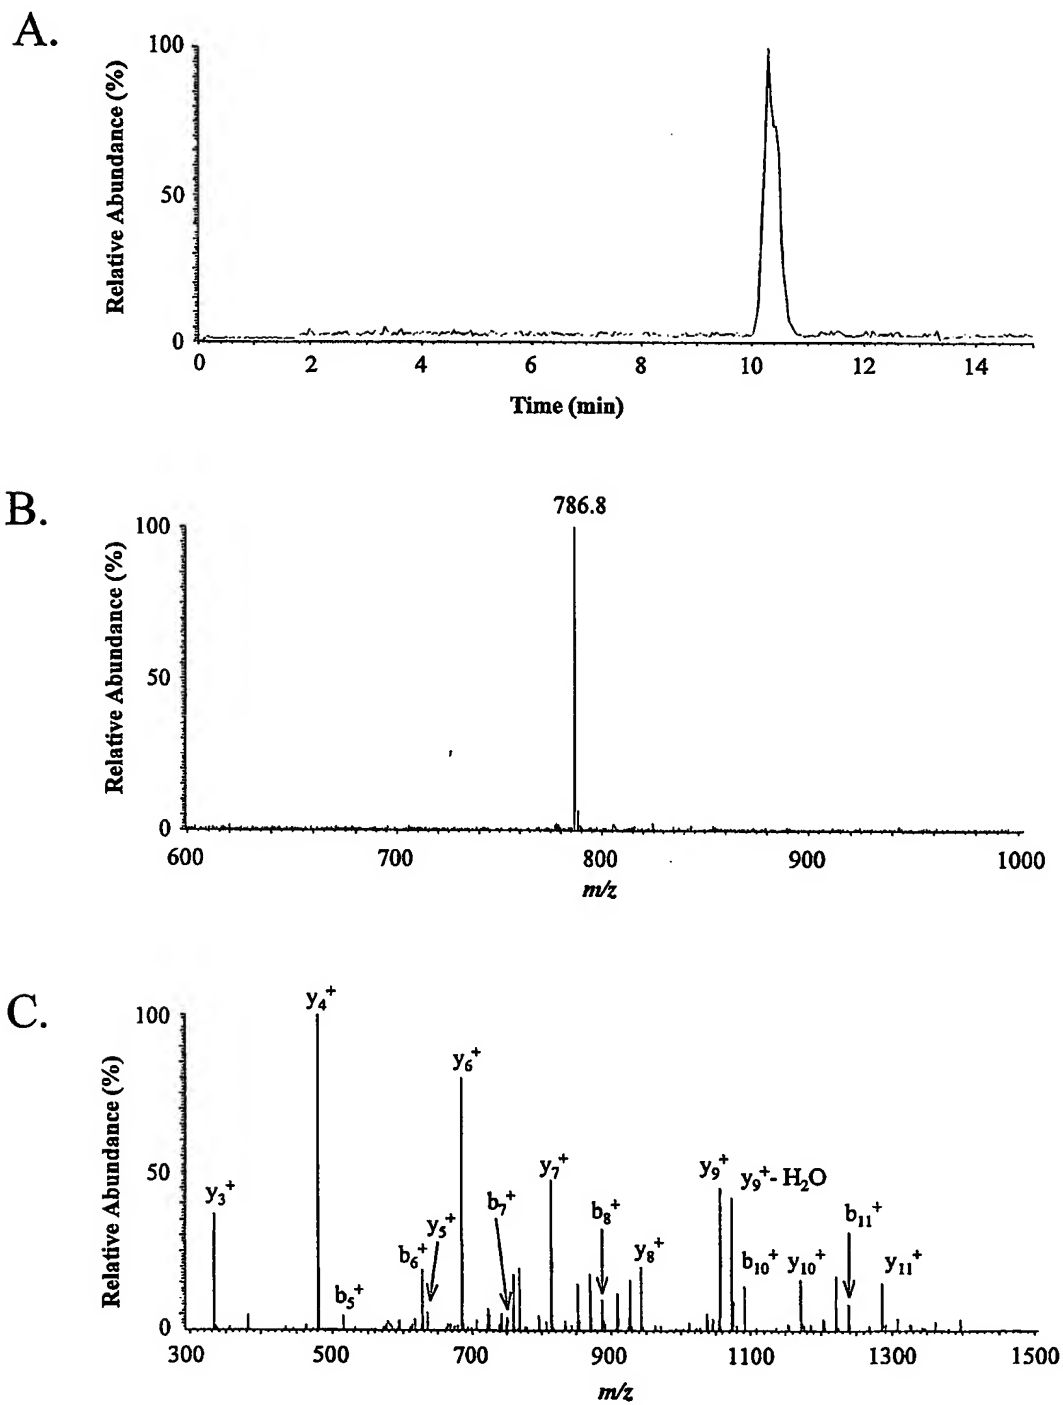 A.
Relative Abundance (%)
100
50
0
0 2 4 6 8 10 12 14
Time (min)
B.
Relative Abundance (%)
786.8
100
50
0
600 700 800 900 1000
m/z
C.
Relative Abundance (%)
100
50
0
y₄⁺
y₆⁺
y₃⁺
y₇⁺
y₉⁺
y₉⁺- H₂O
b₇⁺
y₅⁺
b₈⁺
b₁₁⁺
b₆⁺
y₈⁺
b₁₀⁺
y₁₀⁺
y₁₁⁺
b₅⁺
300 500 700 900 1100 1300 1500
m/z